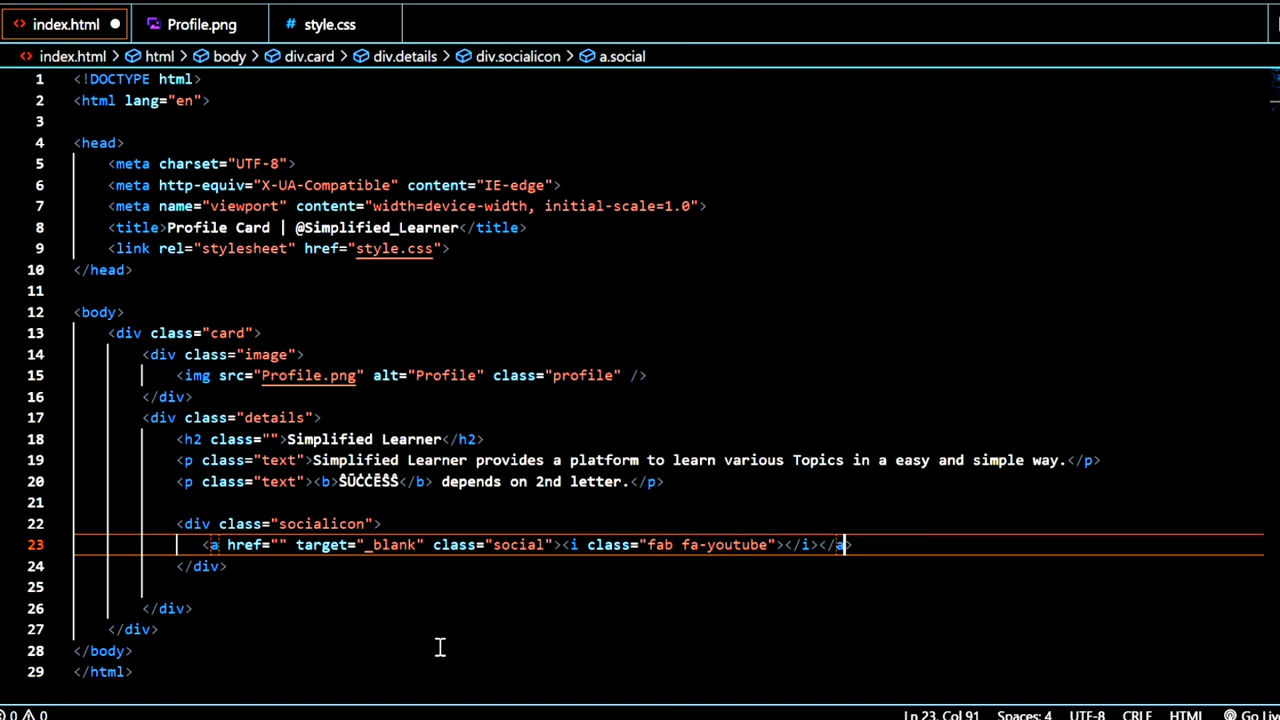 index.html Profile.png # style.css
index.html > html > body > div.card > div.details > div.socialicon > a.social
1 <!DOCTYPE html>
2 <html lang="en">
3
4 <head>
5 <meta charset="UTF-8">
6 <meta http-equiv="X-UA-Compatible" content="IE-edge">
7 <meta name="viewport" content="width=device-width, initial-scale=1.0">
8 <title>Profile Card | @Simplified_Learner</title>
9 <link rel="stylesheet" href="style.css">
10 </head>
11
12 <body>
13 <div class="card">
14 <div class="image">
15 <img src="Profile.png" alt="Profile" class="profile" />
16 </div>
17 <div class="details">
18 <h2 class="">Simplified Learner</h2>
19 <p class="text">Simplified Learner provides a platform to learn various Topics in a easy and simple way.</p>
20 <p class="text"><b>ŜŰĊĊĔŜŜ</b> depends on 2nd letter.</p>
21
22 <div class="socialicon">
23 <a href="" target="_blank" class="social"><i class="fab fa-youtube"></i></a>
24 </div>
25
26 </div>
27 </div>
28 </body>
29 </html>
0 0 Ln 23, Col 91 Spaces: 4 UTF-8 CRLF HTML Go Liv